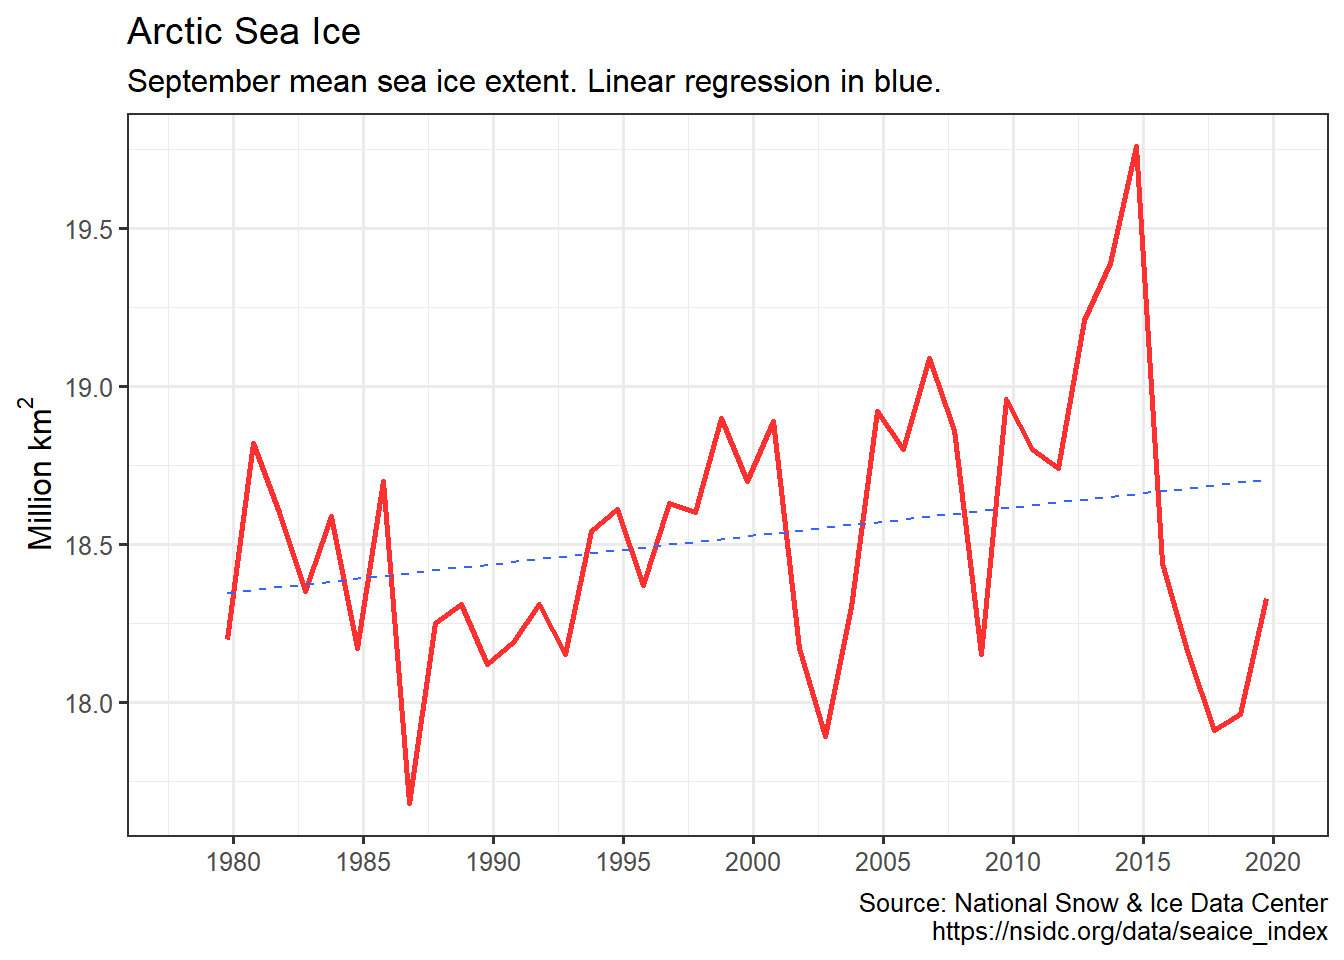 Arctic Sea Ice
September mean sea ice extent. Linear regression in blue.
Million km²
19.5
19.0
18.5
18.0
1980 1985 1990 1995 2000 2005 2010 2015 2020
Source: National Snow & Ice Data Center
https://nsidc.org/data/seaice_index